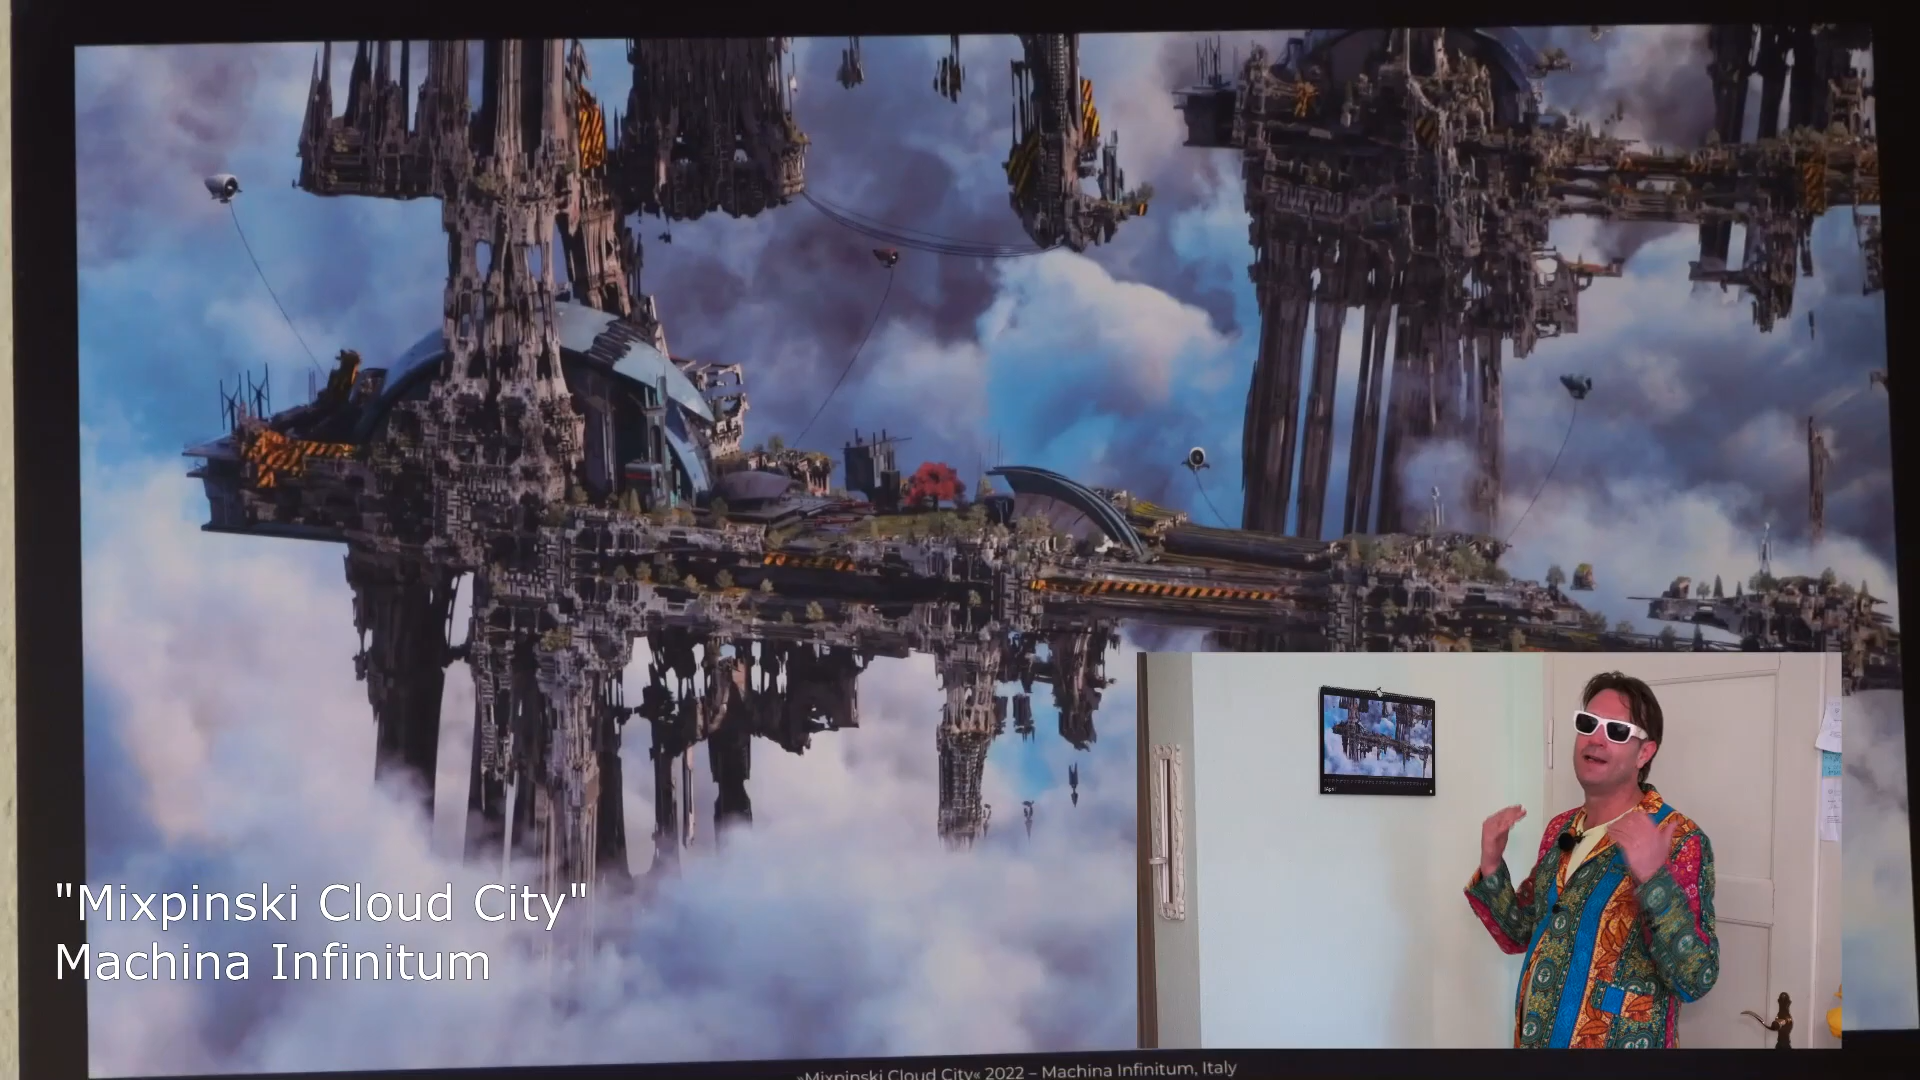 "Mixpinski Cloud City"
Machina Infinitum
»Mixpinski Cloud City« 2022 – Machina Infinitum, Italy